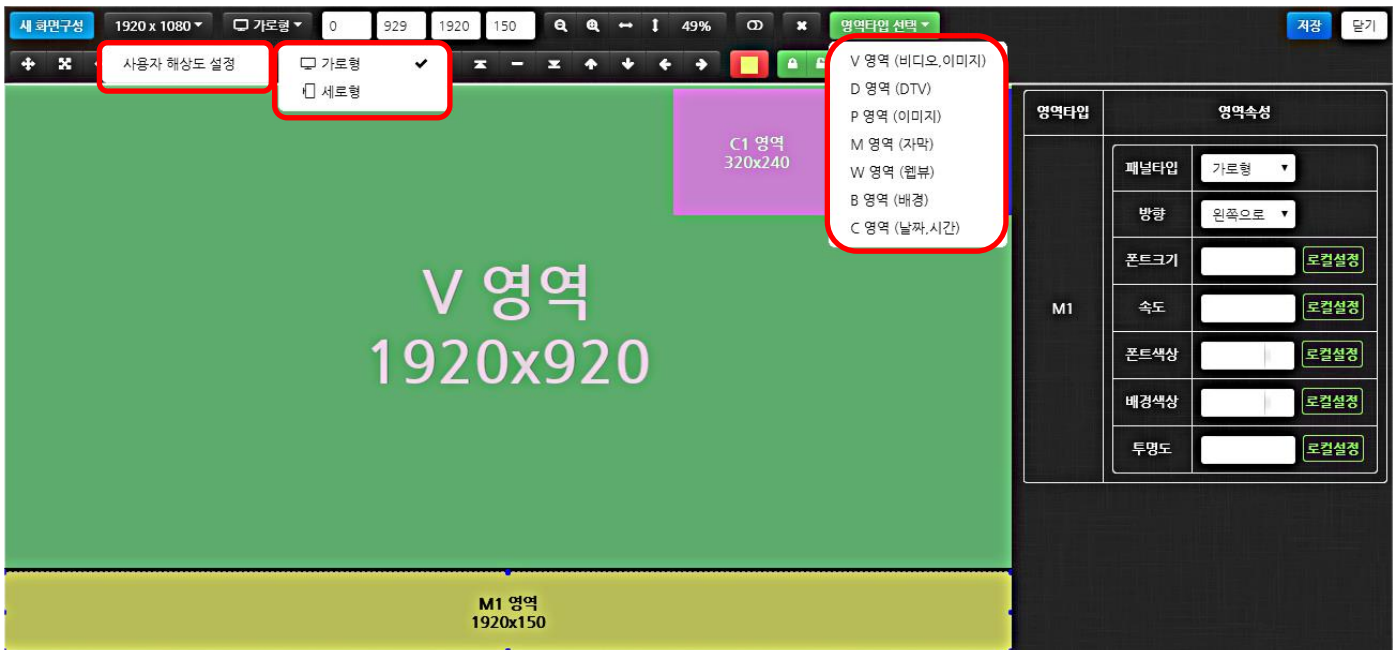 새 화면구성 1920 x 1080 가로형 0 929 1920 150 49% 영역타입 선택 저장 닫기
사용자 해상도 설정
가로형
세로형
V 영역 (비디오,이미지)
D 영역 (DTV)
P 영역 (이미지)
M 영역 (자막)
W 영역 (웹뷰)
B 영역 (배경)
C 영역 (날짜,시간)
C1 영역
320x240
V 영역
1920x920
M1 영역
1920x150
영역타입 영역속성
M1
패널타입 가로형
방향 왼쪽으로
폰트크기 로컬설정
속도 로컬설정
폰트색상 로컬설정
배경색상 로컬설정
투명도 로컬설정